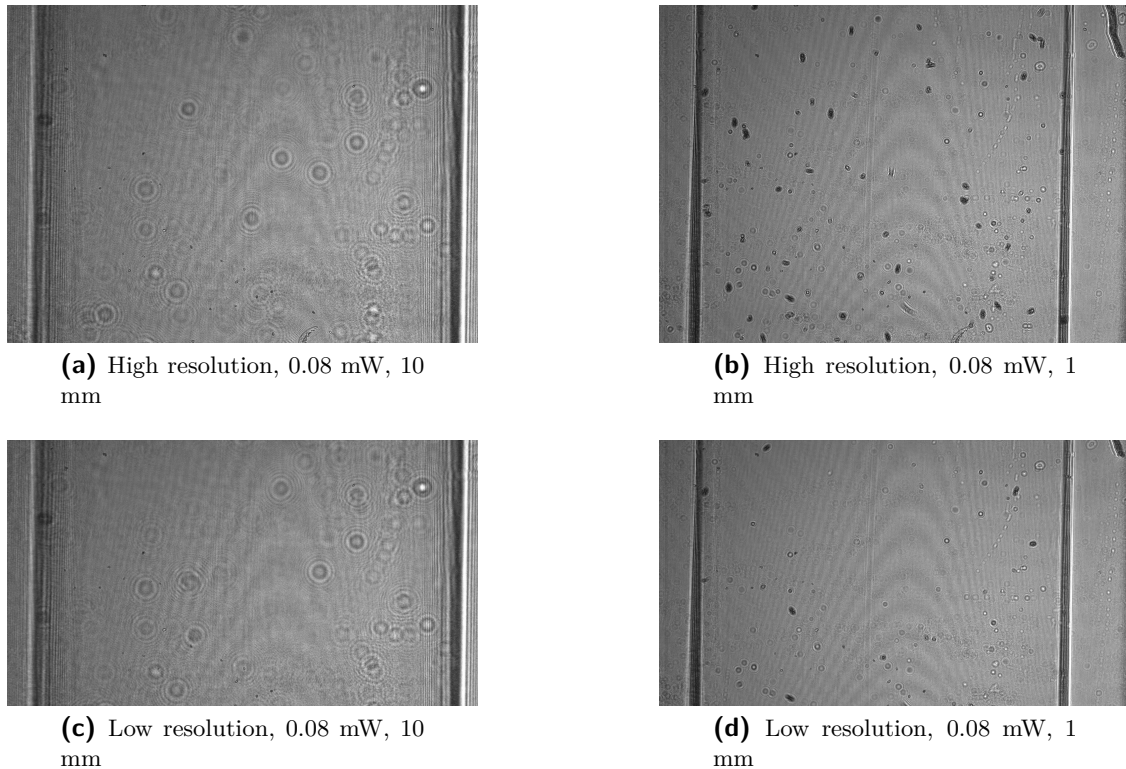 (a) High resolution, 0.08 mW, 10
mm
(b) High resolution, 0.08 mW, 1
mm
(c) Low resolution, 0.08 mW, 10
mm
(d) Low resolution, 0.08 mW, 1
mm